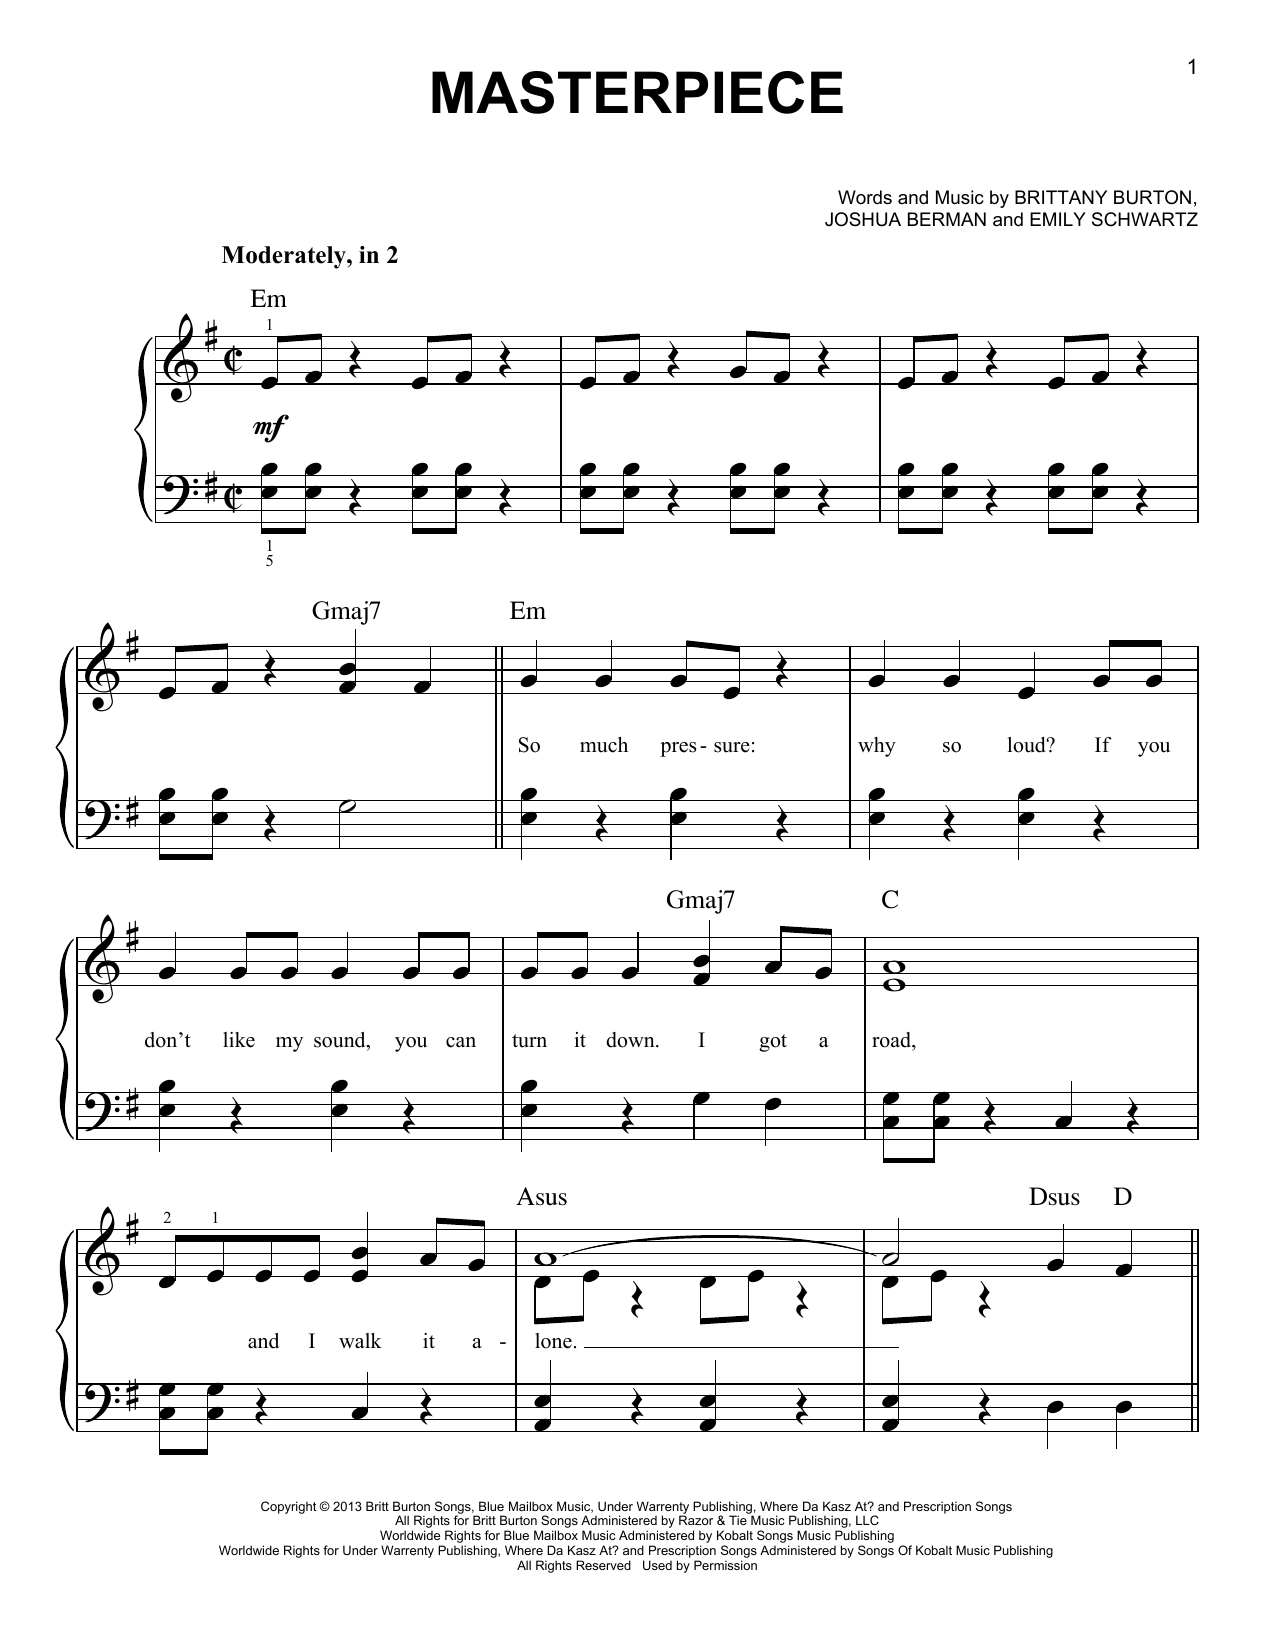 1
MASTERPIECE
Words and Music by BRITTANY BURTON,
JOSHUA BERMAN and EMILY SCHWARTZ
Moderately, in 2
Em
1
mf
1
5
Gmaj7 Em
So much pres - sure: why so loud? If you
Gmaj7 C
don't like my sound, you can turn it down. I got a road,
Asus Dsus D
2 1
and I walk it a - lone.
Copyright © 2013 Britt Burton Songs, Blue Mailbox Music, Under Warrenty Publishing, Where Da Kasz At? and Prescription Songs
All Rights for Britt Burton Songs Administered by Razor & Tie Music Publishing, LLC
Worldwide Rights for Blue Mailbox Music Administered by Kobalt Songs Music Publishing
Worldwide Rights for Under Warrenty Publishing, Where Da Kasz At? and Prescription Songs Administered by Songs Of Kobalt Music Publishing
All Rights Reserved Used by Permission